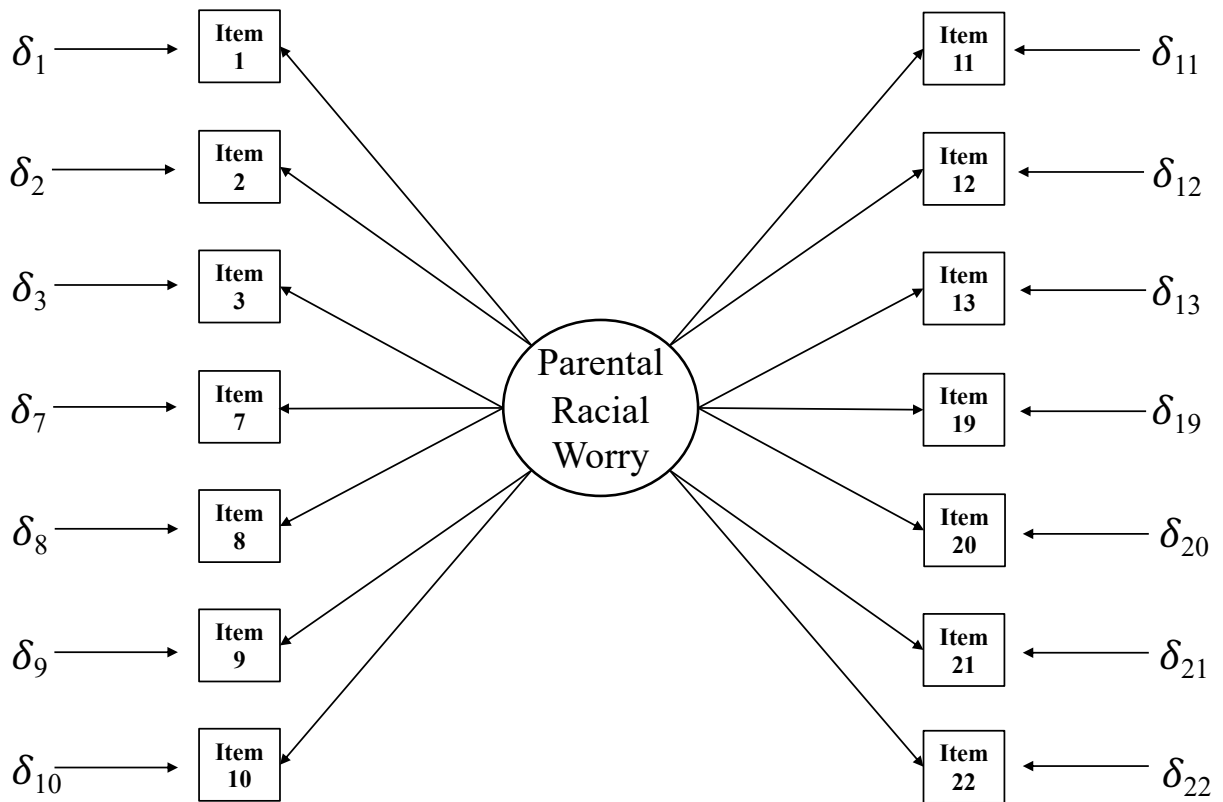 δ1
Item
1
δ2
Item
2
δ3
Item
3
δ7
Item
7
δ8
Item
8
δ9
Item
9
δ10
Item
10
Parental
Racial
Worry
Item
11
δ11
Item
12
δ12
Item
13
δ13
Item
19
δ19
Item
20
δ20
Item
21
δ21
Item
22
δ22